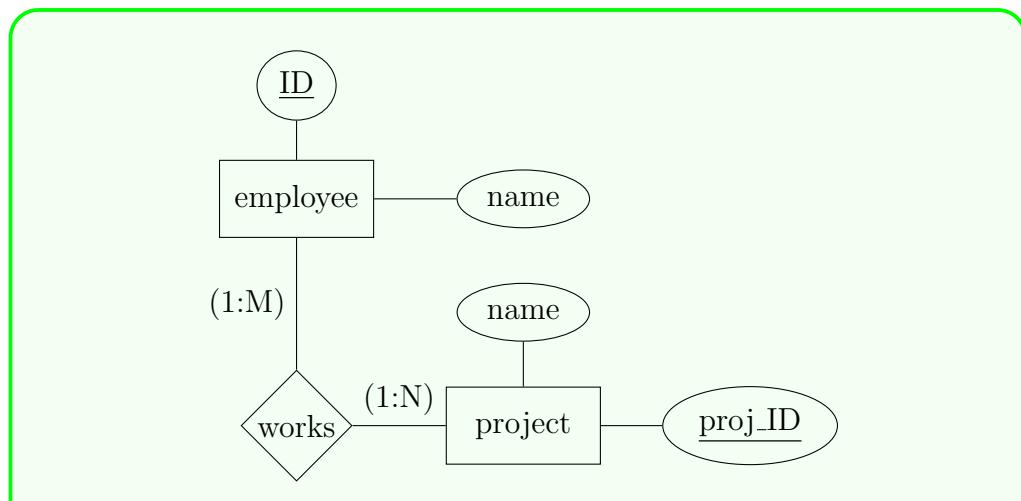 ID
employee
name
(1:M)
name
(1:N)
works
project
proj_ID